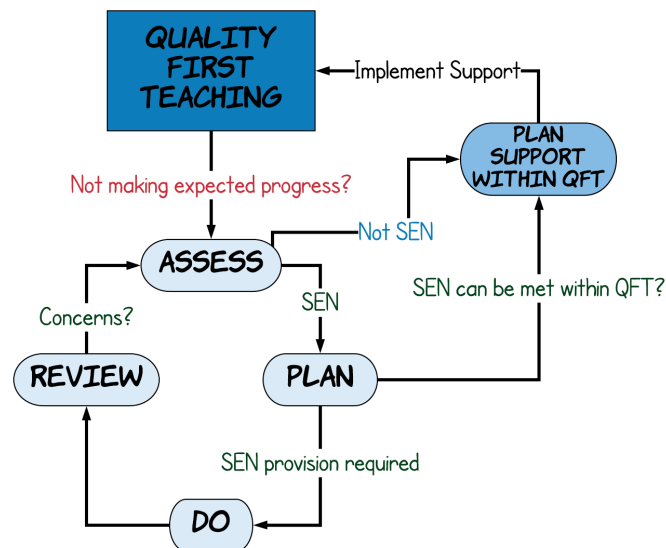 QUALITY
FIRST
TEACHING
Implement Support
PLAN
SUPPORT
WITHIN QFT
Not making expected progress?
Not SEN
ASSESS
SEN can be met within QFT?
SEN
Concerns?
REVIEW
PLAN
SEN provision required
DO